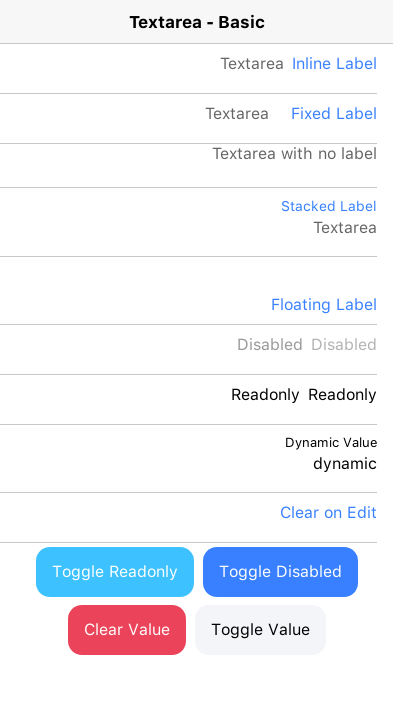 Textarea - Basic
Textarea Inline Label
Textarea Fixed Label
Textarea with no label
Stacked Label
Textarea
Floating Label
Disabled Disabled
Readonly Readonly
Dynamic Value
dynamic
Clear on Edit
Toggle Readonly Toggle Disabled
Clear Value Toggle Value